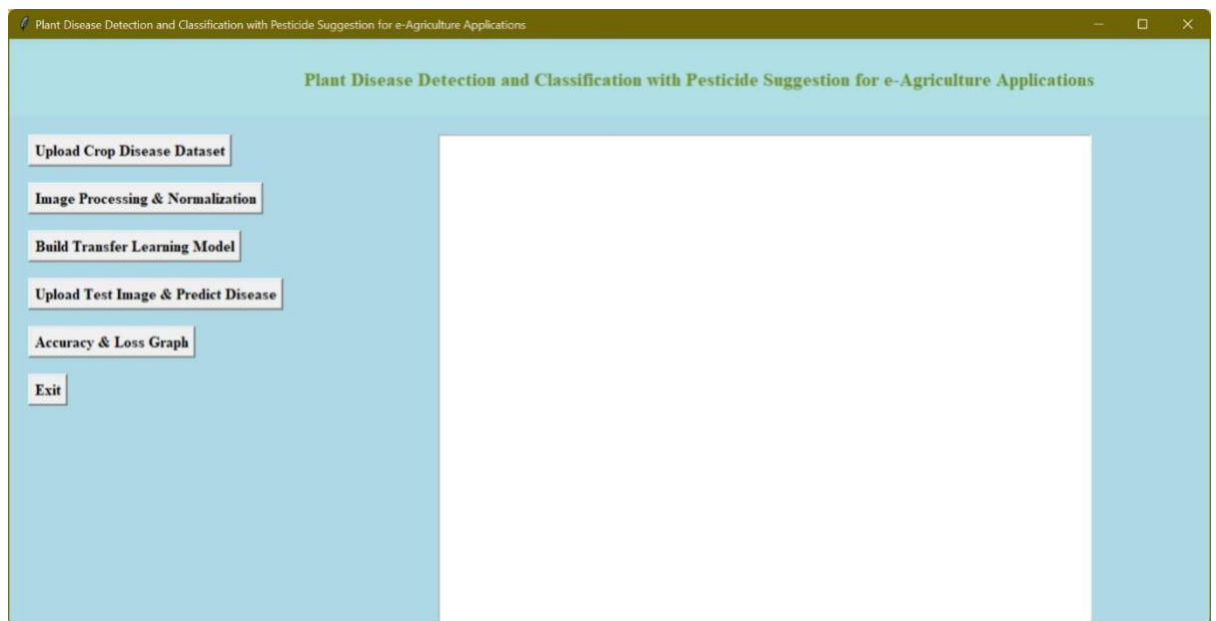 Plant Disease Detection and Classification with Pesticide Suggestion for e-Agriculture Applications
Plant Disease Detection and Classification with Pesticide Suggestion for e-Agriculture Applications
Upload Crop Disease Dataset
Image Processing & Normalization
Build Transfer Learning Model
Upload Test Image & Predict Disease
Accuracy & Loss Graph
Exit